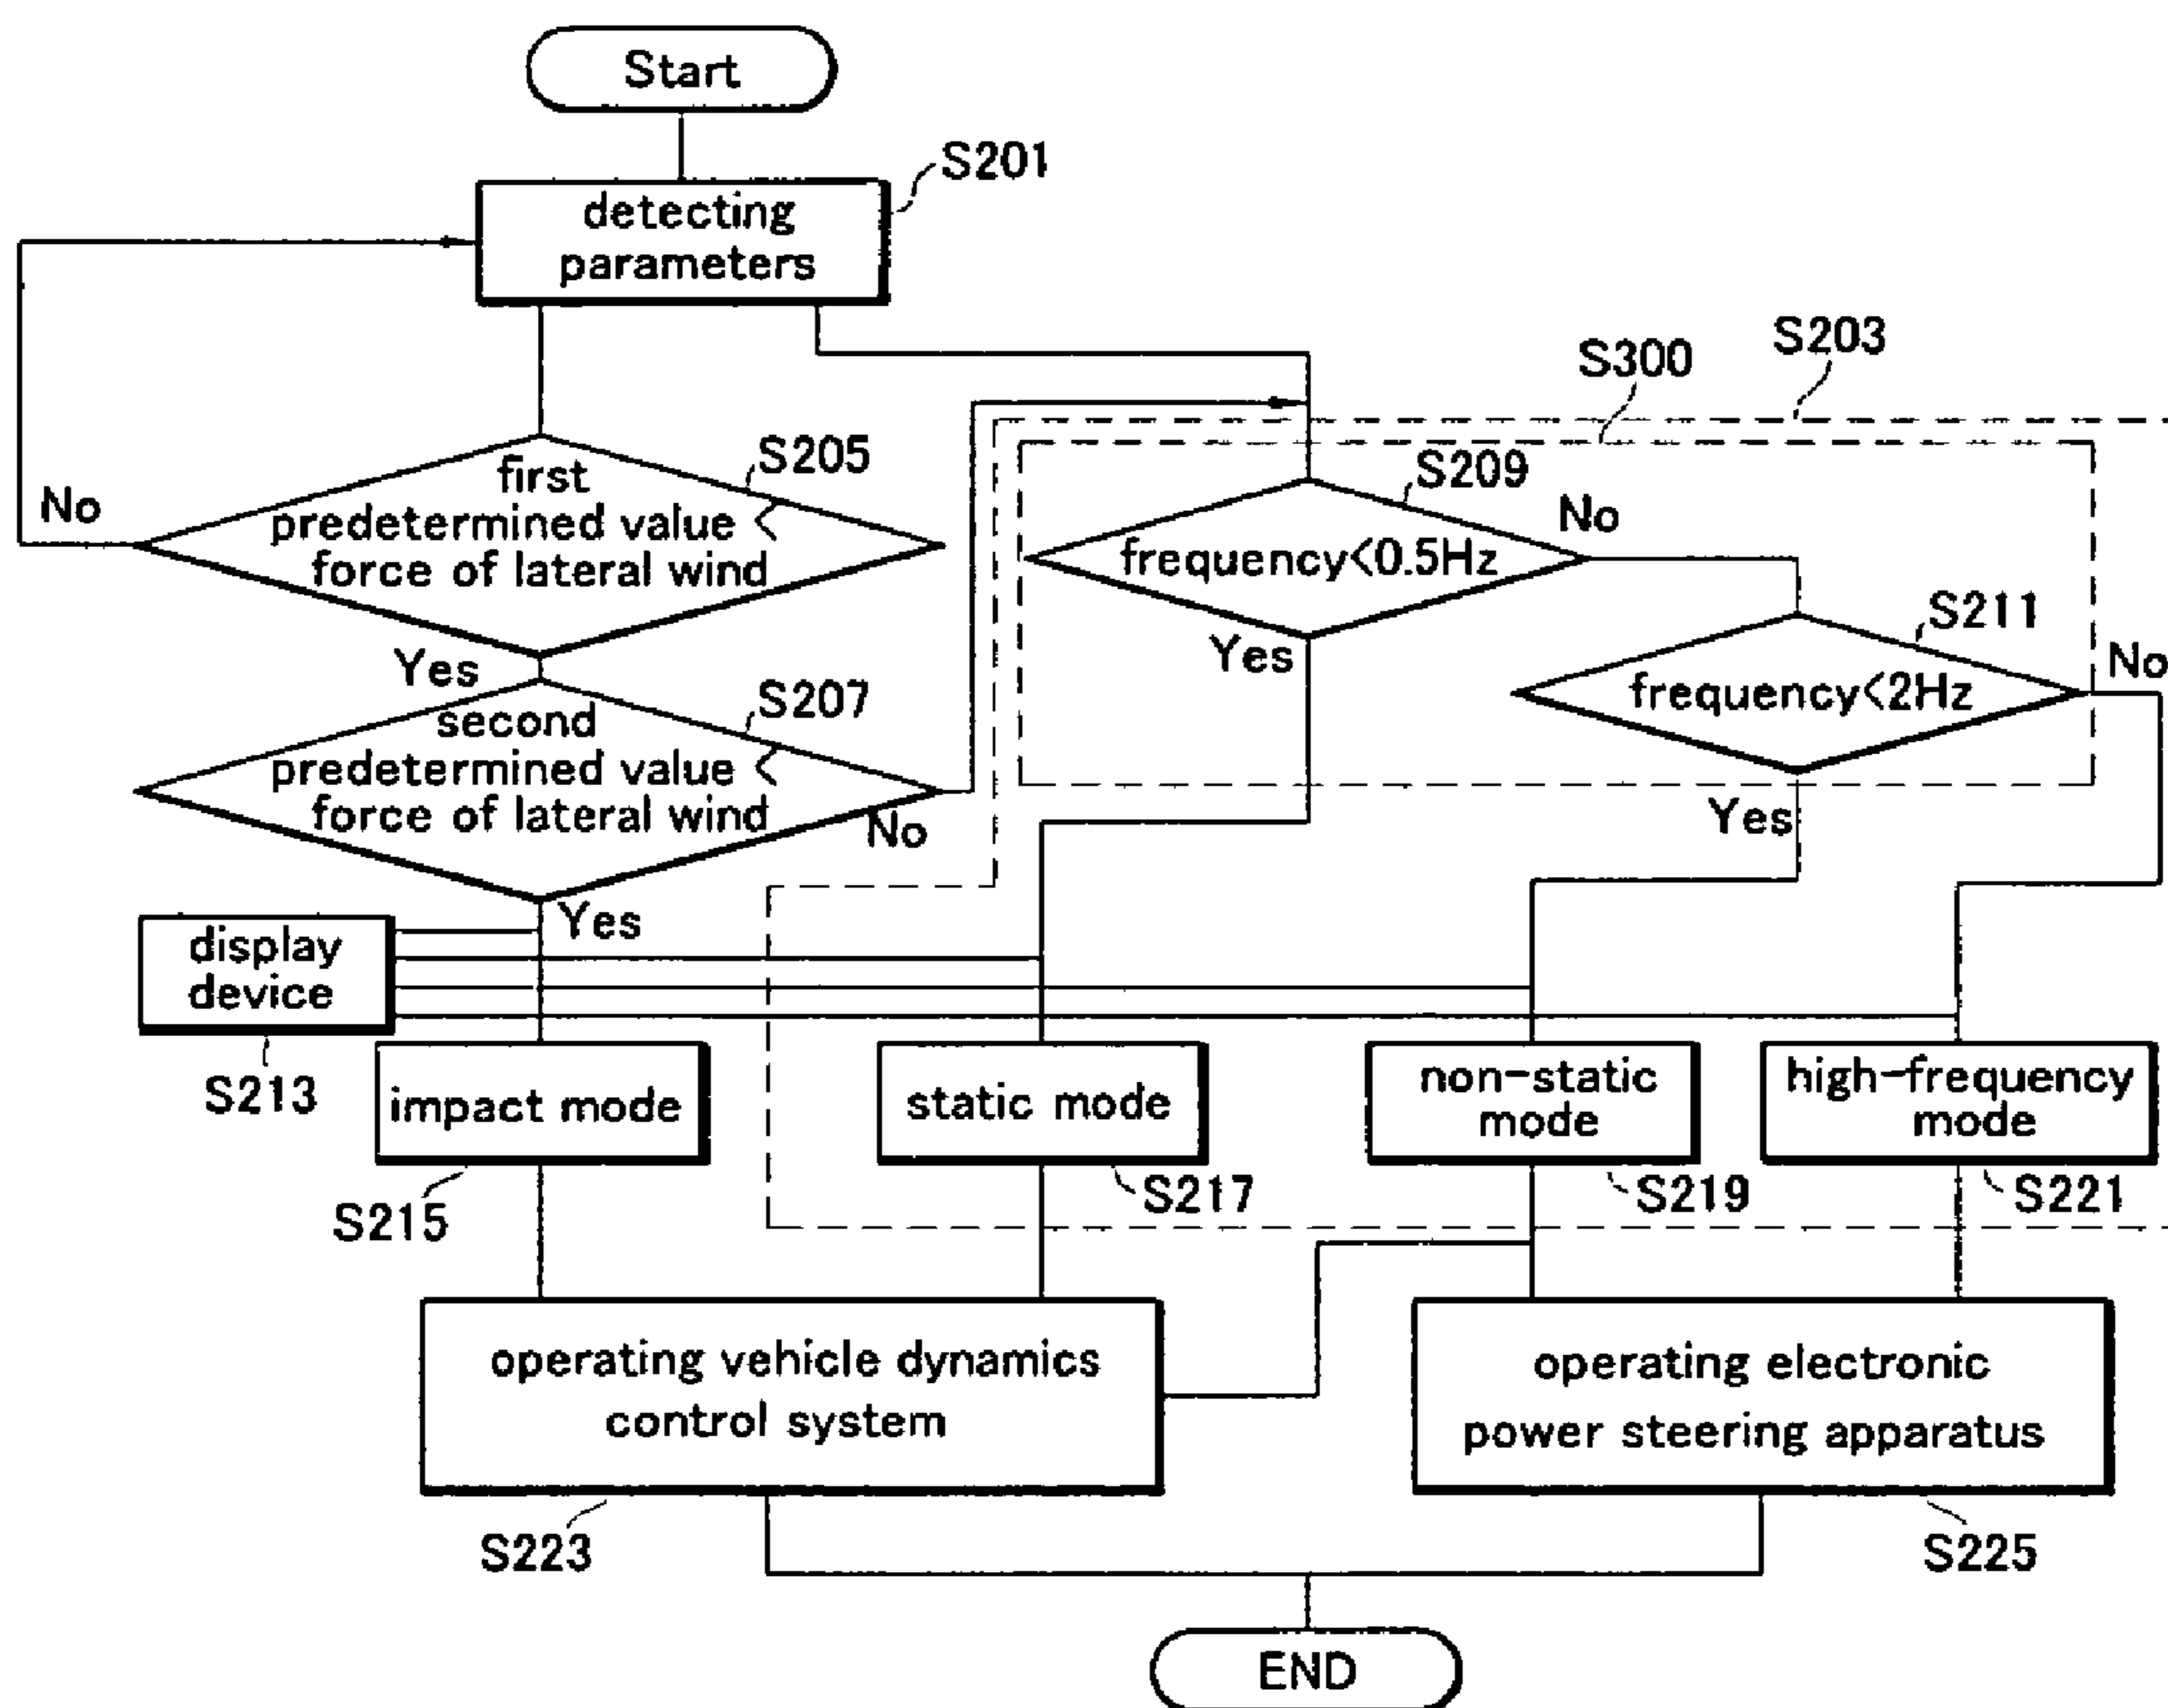 Start
S201
detecting
parameters
S203
S300
S205
first
predetermined value <
force of lateral wind
No
Yes
S209
frequency<0.5Hz
No
Yes
S211
frequency<2Hz
No
Yes
S207
second
predetermined value <
force of lateral wind
No
Yes
display
device
S213
impact mode
S215
static mode
S217
non-static
mode
S219
high-frequency
mode
S221
operating vehicle dynamics
control system
S223
operating electronic
power steering apparatus
S225
END